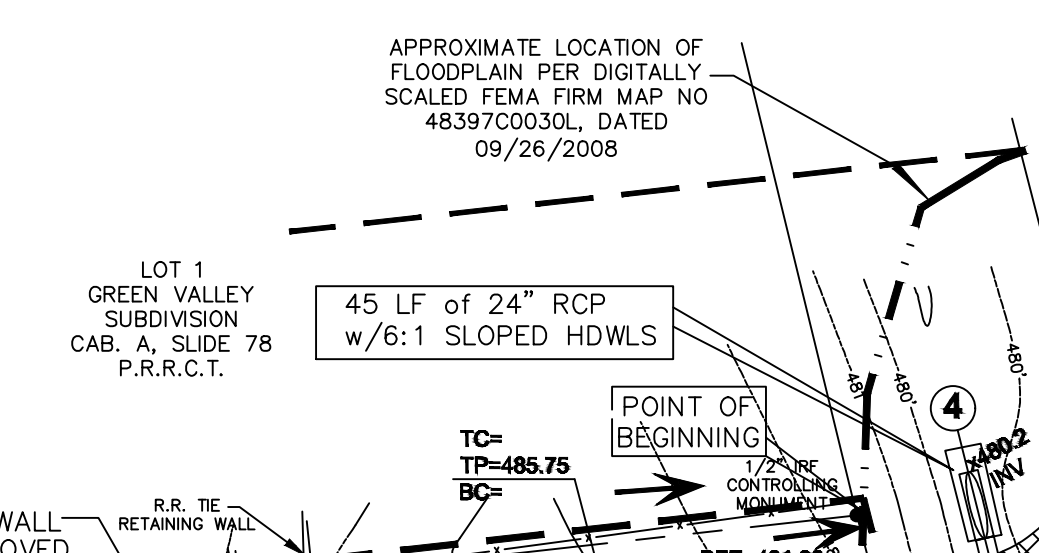 APPROXIMATE LOCATION OF
FLOODPLAIN PER DIGITALLY
SCALED FEMA FIRM MAP NO
48397C0030L, DATED
09/26/2008
LOT 1
GREEN VALLEY
SUBDIVISION
CAB. A, SLIDE 78
P.R.R.C.T.
45 LF of 24" RCP
w/6:1 SLOPED HDWLS
POINT OF
BEGINNING
481'
480'
480'
4
x480.2
INV
TC=
TP=485.75
BC=
1/2" IRF
CONTROLLING
MONUMENT
R.R. TIE
RETAINING WALL
WALL